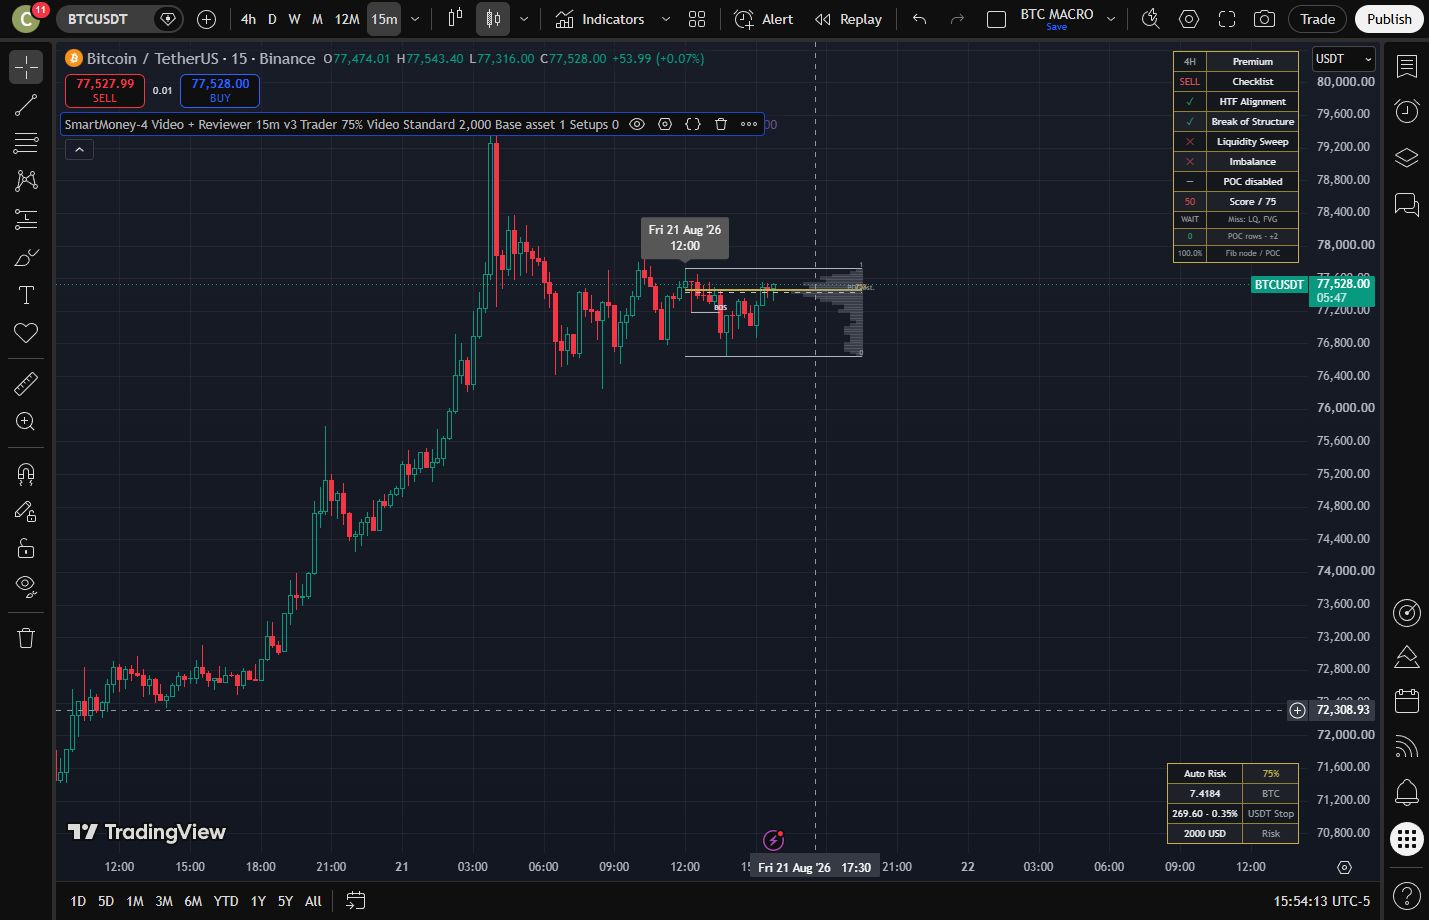 C 11 BTCUSDT 4h D W M 12M 15m Indicators Alert Replay BTC MACRO Save Trade Publish
Bitcoin / TetherUS · 15 · Binance O77,474.01 H77,543.40 L77,316.00 C77,528.00 +53.99 (+0.07%)
77,527.99 SELL 0.01 77,528.00 BUY
SmartMoney-4 Video + Reviewer 15m v3 Trader 75% Video Standard 2,000 Base asset 1 Setups 0
4H Premium
SELL Checklist
✓ HTF Alignment
✓ Break of Structure
✕ Liquidity Sweep
✕ Imbalance
— POC disabled
50 Score / 75
WAIT Miss: LQ, FVG
0 POC rows - ±2
100.0% Fib node / POC
USDT
80,000.00
79,600.00
79,200.00
78,800.00
78,400.00
78,000.00
77,600.00
BTCUSDT 77,528.00
05:47
77,200.00
76,800.00
76,400.00
76,000.00
75,600.00
75,200.00
74,800.00
74,400.00
74,000.00
73,600.00
73,200.00
72,800.00
72,400.00
72,308.93
72,000.00
71,600.00
71,200.00
70,800.00
Fri 21 Aug '26
12:00
1
BOS
0
Auto Risk 75%
7.4184 BTC
269.60 - 0.35% USDT Stop
2000 USD Risk
TradingView
12:00 15:00 18:00 21:00 21 03:00 06:00 09:00 12:00 Fri 21 Aug '26 17:30 21:00 22 03:00 06:00 09:00 12:00
1D 5D 1M 3M 6M YTD 1Y 5Y All 15:54:13 UTC-5